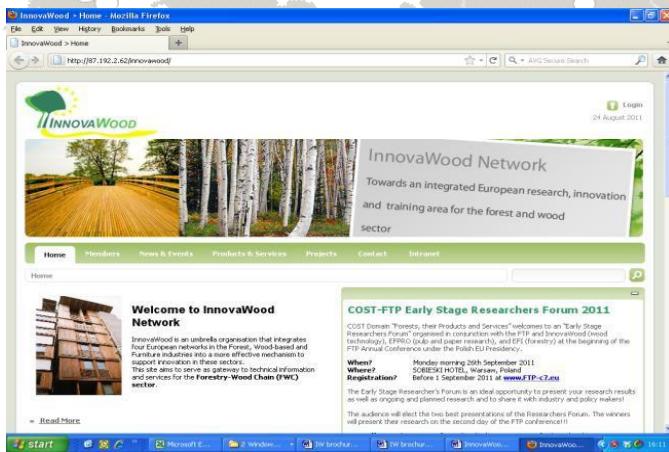 InnovaWood > Home - Mozilla Firefox
File Edit View History Bookmarks Tools Help
InnovaWood > Home
http://87.192.2.62/innovawood/
AVG Secure Search
INNOVAWOOD
Login
24 August 2011
InnovaWood Network
Towards an integrated European research, innovation
and training area for the forest and wood
sector
Home Members News & Events Products & Services Projects Contact Intranet
Home
Welcome to InnovaWood
Network
InnovaWood is an umbrella organisation that integrates
four European networks in the Forest, Wood-based and
Furniture industries into a more effective mechanism to
support innovation in these sectors.
This site aims to serve as gateway to technical information
and services for the Forestry-Wood Chain (FWC)
sector.
Read More
COST-FTP Early Stage Researchers Forum 2011
COST Domain "Forests, their Products and Services" welcomes to an "Early Stage
Researchers Forum" organised in conjunction with the FTP and InnovaWood (wood
technology), EFPRO (pulp and paper research), and EFI (forestry) at the beginning of the
FTP Annual Conference under the Polish EU Presidency.
When? Monday morning 26th September 2011
Where? SOBIESKI HOTEL, Warsaw, Poland
Registration? Before 1 September 2011 at www.FTP-c7.eu
The Early Stage Researcher's Forum is an ideal opportunity to present your research results
as well as ongoing and planned research and to share it with industry and policy makers!
The audience will elect the two best presentations of the Researchers Forum. The winners
will present their research on the second day of the FTP conference!!!
start
Microsoft E...
2 Window...
IW brochur...
IW brochur...
InnovaWoo...
InnovaWoo...
16:11